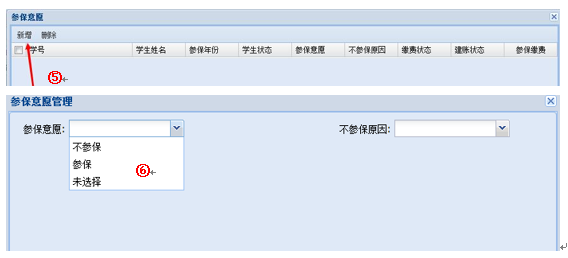 参保意愿
新增 删除
学号 学生姓名 参保年份 学生状态 参保意愿 不参保原因 缴费状态 建账状态 参保缴费
⑤
参保意愿管理
参保意愿: 不参保原因:
不参保
参保
未选择
⑥